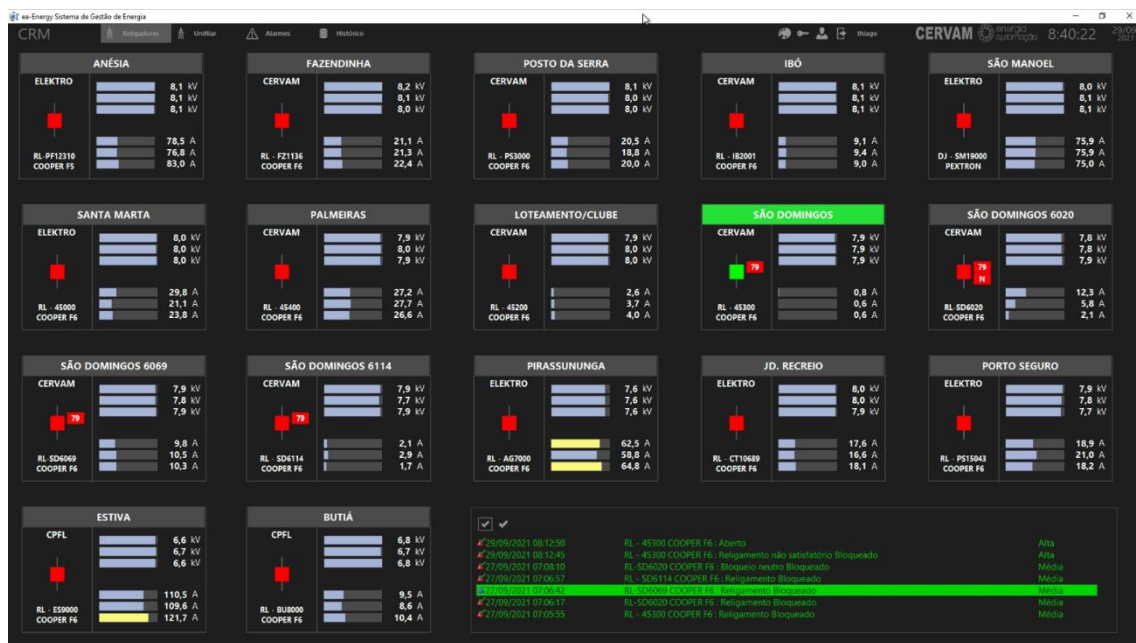 ea-Energy Sistema de Gestão de Energia
CRM Religadores Unifilar Alarmes Histórico thiago CERVAM energia automação 8:40:22 29/09 2021
ANÉSIA
ELEKTRO
8,1 kV
8,1 kV
8,1 kV
78,5 A
76,8 A
83,0 A
RL-PF12310
COOPER F5
FAZENDINHA
CERVAM
8,2 kV
8,1 kV
8,0 kV
21,1 A
21,3 A
22,4 A
RL - FZ1136
COOPER F6
POSTO DA SERRA
CERVAM
8,1 kV
8,0 kV
8,0 kV
20,5 A
18,8 A
20,0 A
RL - PS3000
COOPER F6
IBÓ
CERVAM
8,1 kV
8,1 kV
8,1 kV
9,1 A
9,4 A
9,0 A
RL - IB2001
COOPER F6
SÃO MANOEL
ELEKTRO
8,0 kV
8,1 kV
8,1 kV
75,9 A
75,9 A
75,0 A
DJ - SM19000
PEXTRON
SANTA MARTA
ELEKTRO
8,0 kV
8,0 kV
8,0 kV
29,8 A
21,1 A
23,8 A
RL - 45000
COOPER F6
PALMEIRAS
CERVAM
7,9 kV
8,0 kV
7,9 kV
27,2 A
27,7 A
26,6 A
RL - 45400
COOPER F6
LOTEAMENTO/CLUBE
CERVAM
7,9 kV
8,0 kV
8,0 kV
2,6 A
3,7 A
4,0 A
RL - 45200
COOPER F6
SÃO DOMINGOS
CERVAM
7,9 kV
7,9 kV
7,9 kV
79
0,8 A
0,6 A
0,6 A
RL - 45300
COOPER F6
SÃO DOMINGOS 6020
CERVAM
7,8 kV
7,8 kV
7,9 kV
79
N
12,3 A
5,8 A
2,1 A
RL-SD6020
COOPER F6
SÃO DOMINGOS 6069
CERVAM
7,9 kV
7,8 kV
7,9 kV
79
9,8 A
10,5 A
10,3 A
RL-SD6069
COOPER F6
SÃO DOMINGOS 6114
CERVAM
7,9 kV
7,7 kV
7,9 kV
79
2,1 A
2,9 A
1,7 A
RL - SD6114
COOPER F6
PIRASSUNUNGA
ELEKTRO
7,6 kV
7,6 kV
7,6 kV
62,5 A
58,8 A
64,8 A
RL - AG7000
COOPER F6
JD. RECREIO
ELEKTRO
8,0 kV
8,0 kV
7,9 kV
17,6 A
16,6 A
18,1 A
RL - CT10689
COOPER F6
PORTO SEGURO
ELEKTRO
7,9 kV
7,8 kV
7,7 kV
18,9 A
21,0 A
18,2 A
RL - PS15043
COOPER F6
ESTIVA
CPFL
6,6 kV
6,7 kV
6,6 kV
110,5 A
109,6 A
121,7 A
RL - ES9000
COOPER F6
BUTIÁ
CPFL
6,8 kV
6,7 kV
6,8 kV
9,5 A
8,6 A
10,4 A
RL - BU8000
COOPER F6
29/09/2021 08:12:50 RL - 45300 COOPER F6 : Aberto Alta
29/09/2021 08:12:45 RL - 45300 COOPER F6 : Religamento não satisfatório Bloqueado Alta
27/09/2021 07:08:10 RL-SD6020 COOPER F6 : Bloqueio neutro Bloqueado Média
27/09/2021 07:06:57 RL - SD6114 COOPER F6 : Religamento Bloqueado Média
27/09/2021 07:06:42 RL-SD6069 COOPER F6 : Religamento Bloqueado Média
27/09/2021 07:06:17 RL-SD6020 COOPER F6 : Religamento Bloqueado Média
27/09/2021 07:05:55 RL - 45300 COOPER F6 : Religamento Bloqueado Média